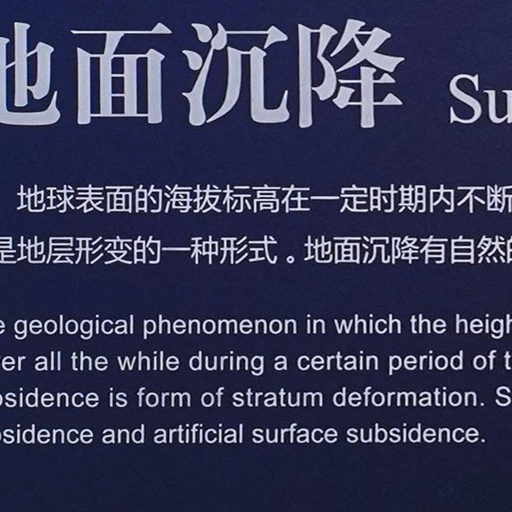 地面沉降 Su
地球表面的海拔标高在一定时期内不断
是地层形变的一种形式。地面沉降有自然的
e geological phenomenon in which the heigh
er all the while during a certain period of t
sidence is form of stratum deformation. S
sidence and artificial surface subsidence.